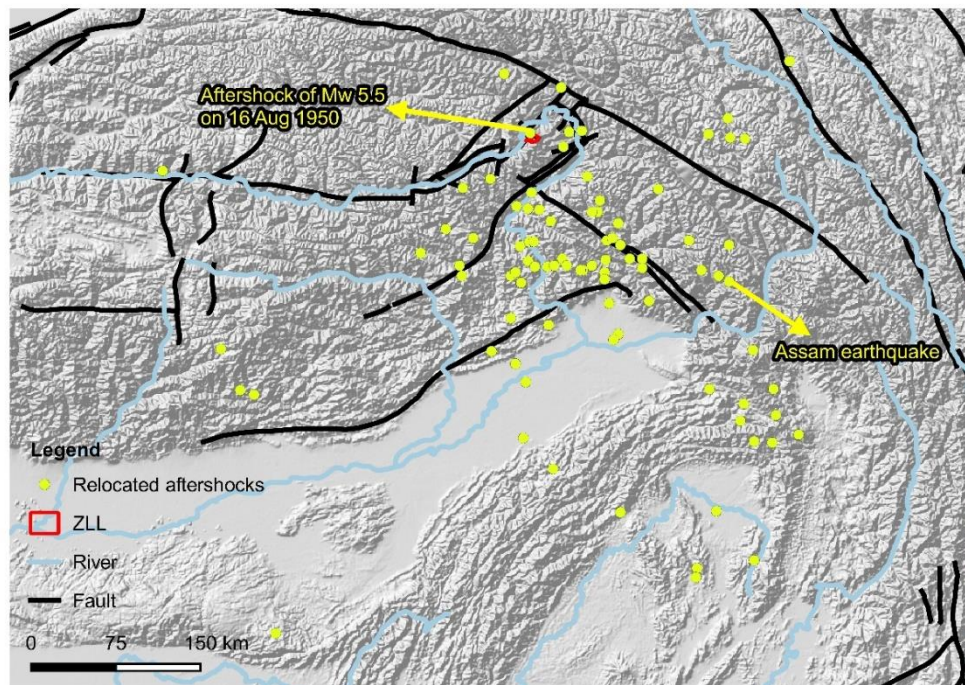 Aftershock of Mw 5.5
on 16 Aug 1950
Assam earthquake
Legend
Relocated aftershocks
ZLL
River
Fault
0 75 150 km